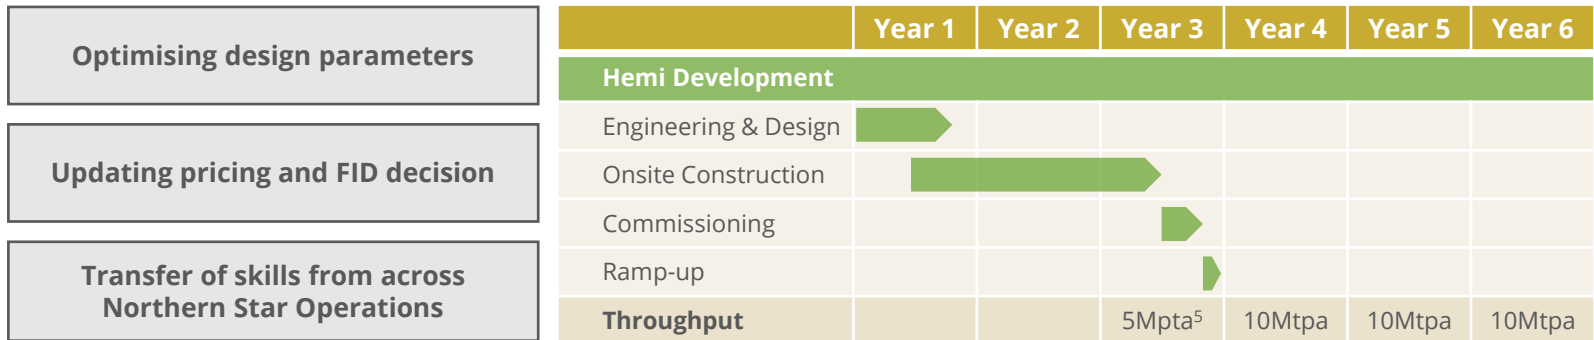 Optimising design parameters
Updating pricing and FID decision
Transfer of skills from across
Northern Star Operations
Year 1 Year 2 Year 3 Year 4 Year 5 Year 6
Hemi Development
Engineering & Design
Onsite Construction
Commissioning
Ramp-up
Throughput 5Mpta⁵ 10Mtpa 10Mtpa 10Mtpa